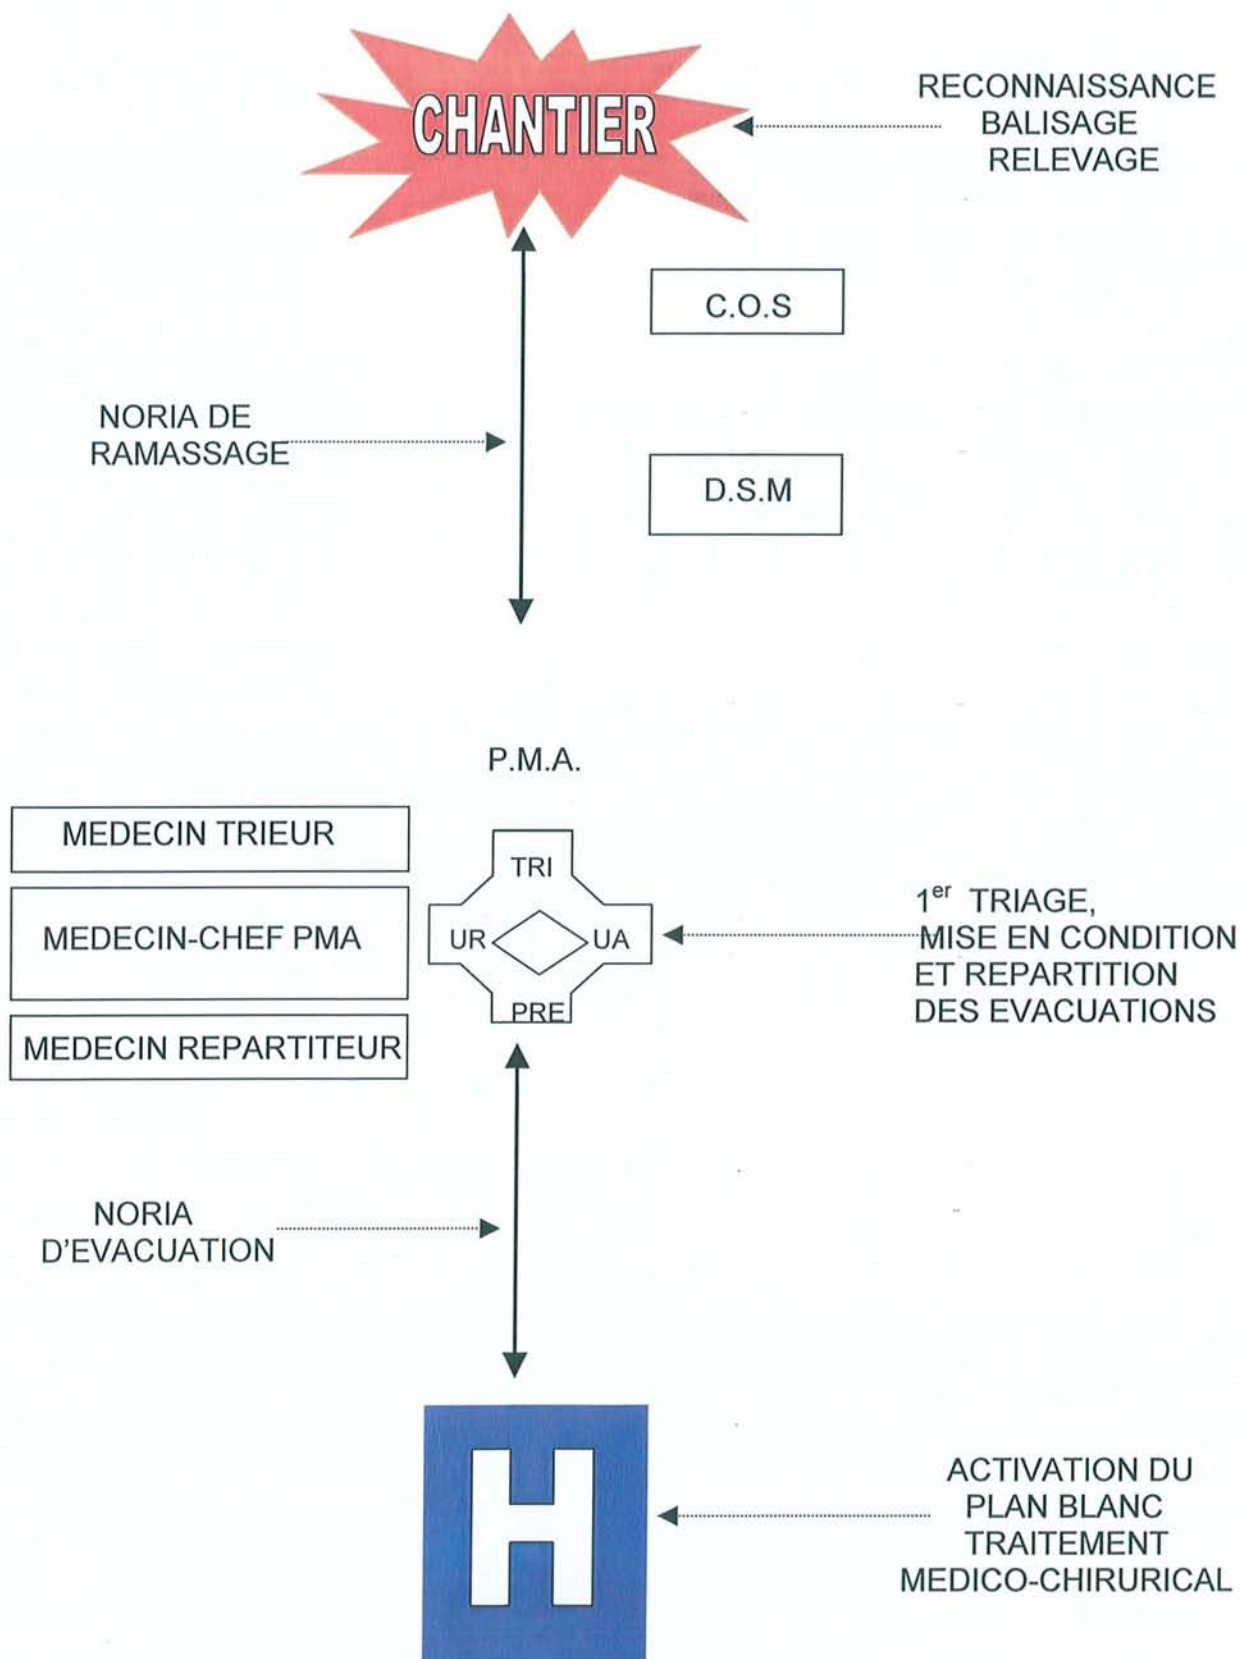 CHANTIER
RECONNAISSANCE
BALISAGE
RELEVAGE
C.O.S
NORIA DE
RAMASSAGE
D.S.M
P.M.A.
MEDECIN TRIEUR
MEDECIN-CHEF PMA
MEDECIN REPARTITEUR
TRI
UR
UA
PRE
1er TRIAGE,
MISE EN CONDITION
ET REPARTITION
DES EVACUATIONS
NORIA
D'EVACUATION
H
ACTIVATION DU
PLAN BLANC
TRAITEMENT
MEDICO-CHIRURICAL